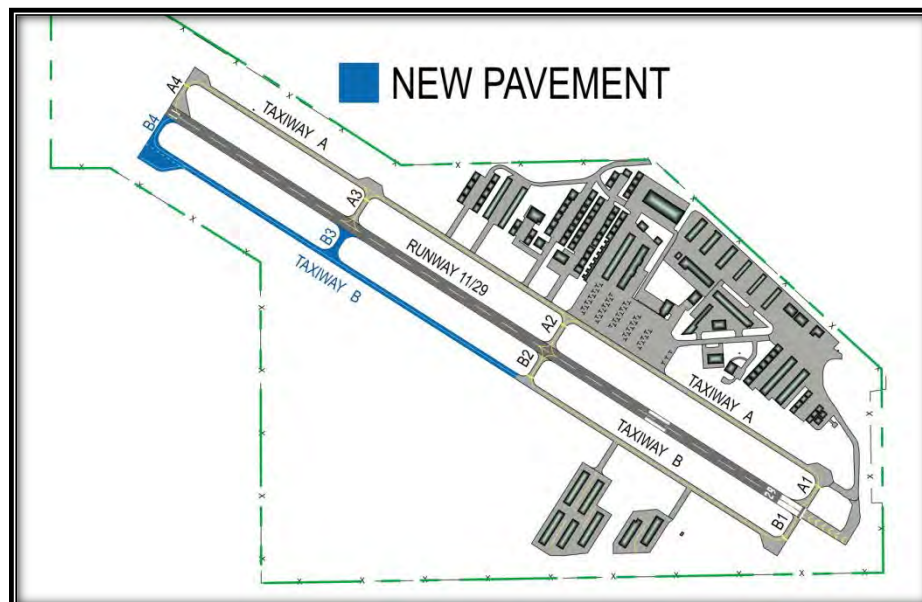 NEW PAVEMENT
A4
TAXIWAY A
B4
A3
B3
RUNWAY 11/29
TAXIWAY B
A2
B2
TAXIWAY A
TAXIWAY B
A1
29
B1